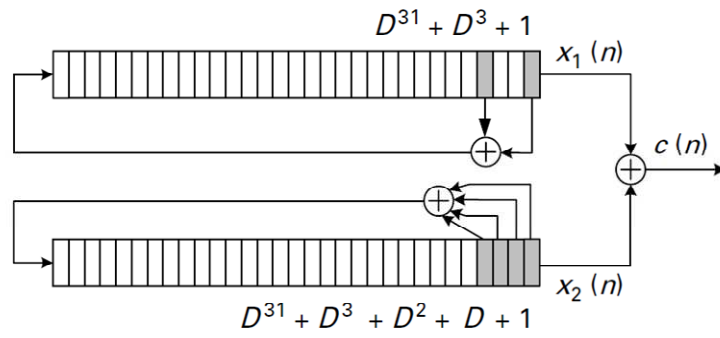 D³¹ + D³ + 1
x₁ (n)
c (n)
x₂ (n)
D³¹ + D³ + D² + D + 1